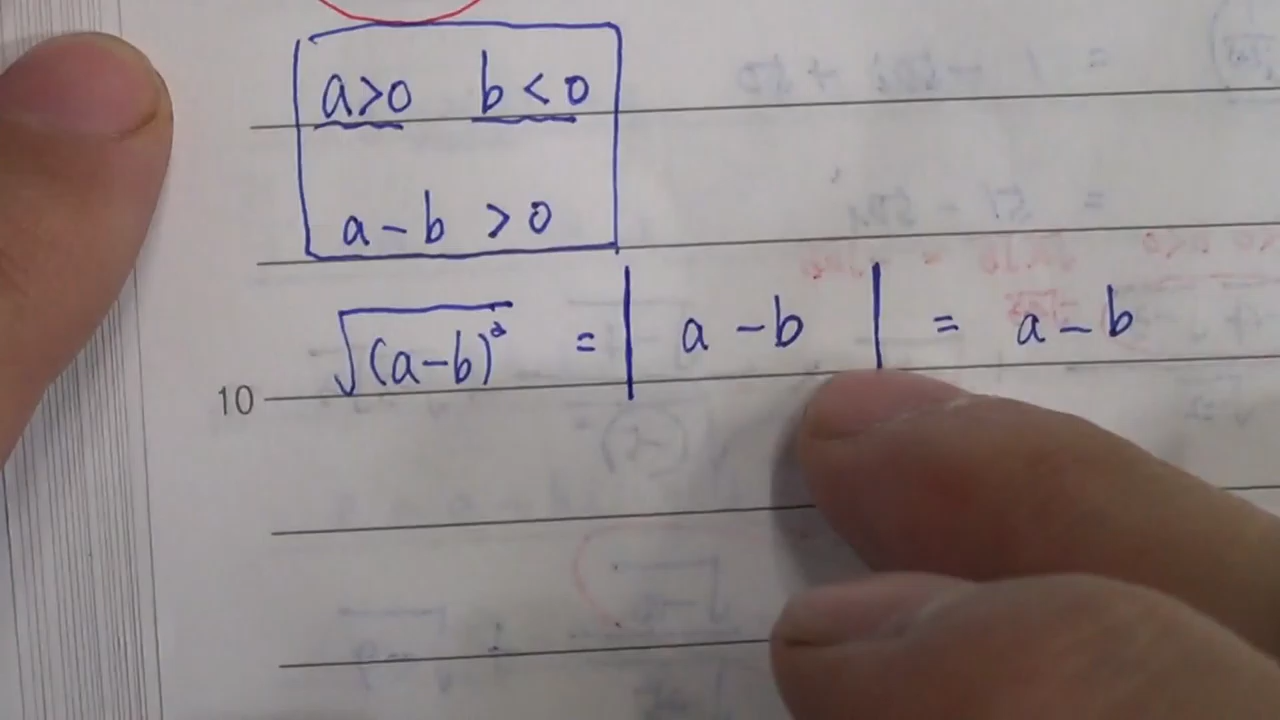 a>0 b<0
a-b >0
√(a-b)² = | a-b | = a-b
10